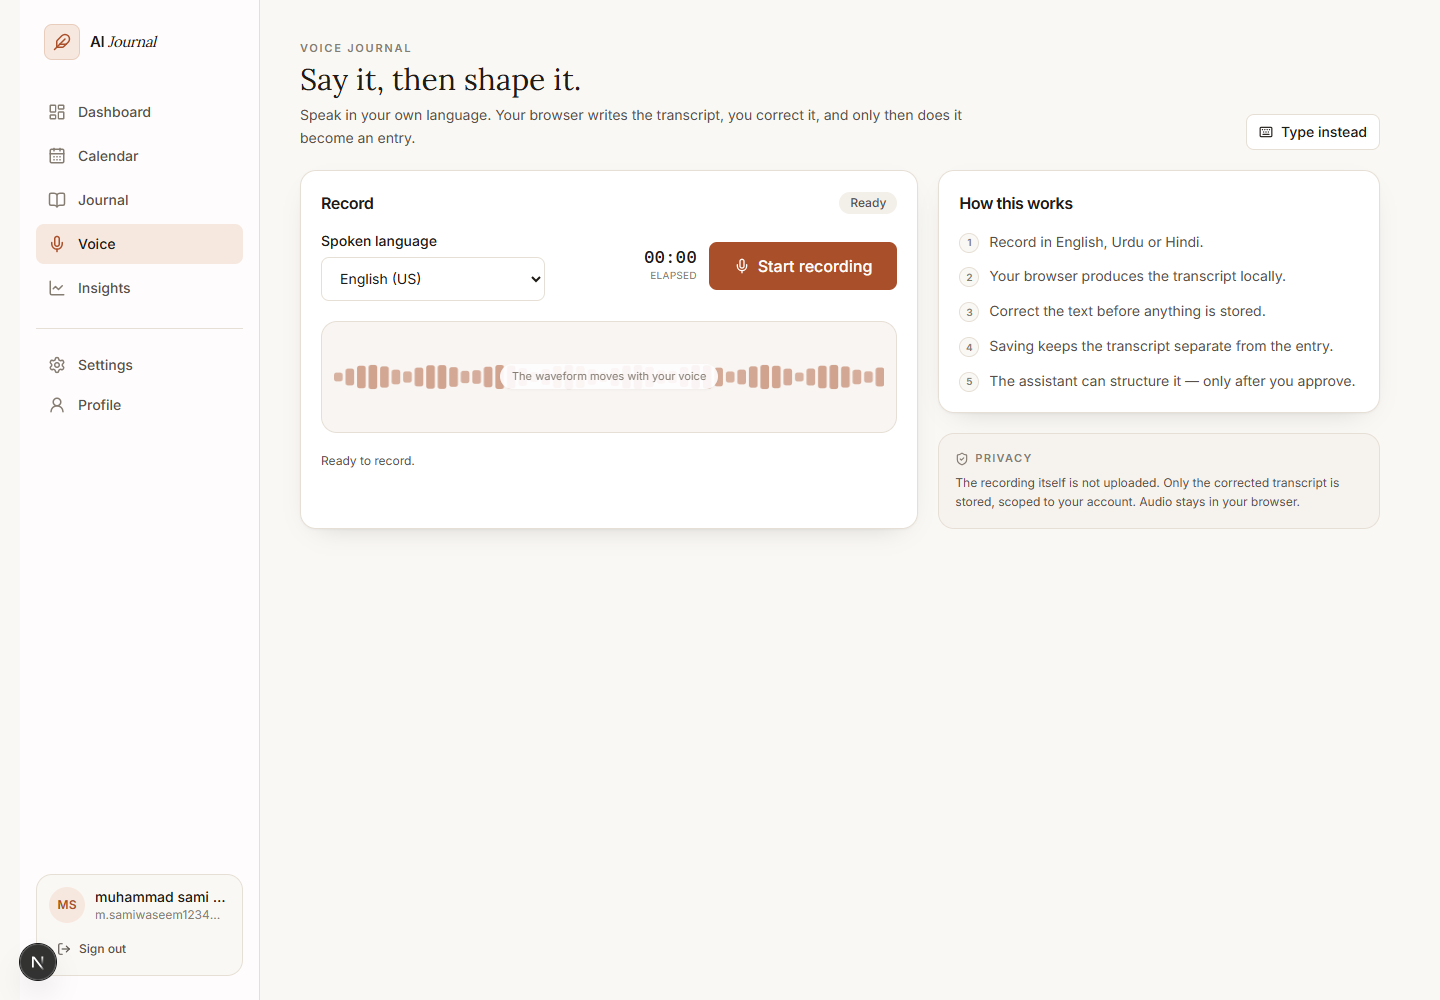 AI Journal
Dashboard
Calendar
Journal
Voice
Insights
Settings
Profile
MS
muhammad sami ...
m.samiwaseem1234...
Sign out
N
VOICE JOURNAL
Say it, then shape it.
Speak in your own language. Your browser writes the transcript, you correct it, and only then does it
become an entry.
Type instead
Record
Ready
Spoken language
English (US)
00:00
ELAPSED
Start recording
The waveform moves with your voice
Ready to record.
How this works
1 Record in English, Urdu or Hindi.
2 Your browser produces the transcript locally.
3 Correct the text before anything is stored.
4 Saving keeps the transcript separate from the entry.
5 The assistant can structure it — only after you approve.
PRIVACY
The recording itself is not uploaded. Only the corrected transcript is
stored, scoped to your account. Audio stays in your browser.